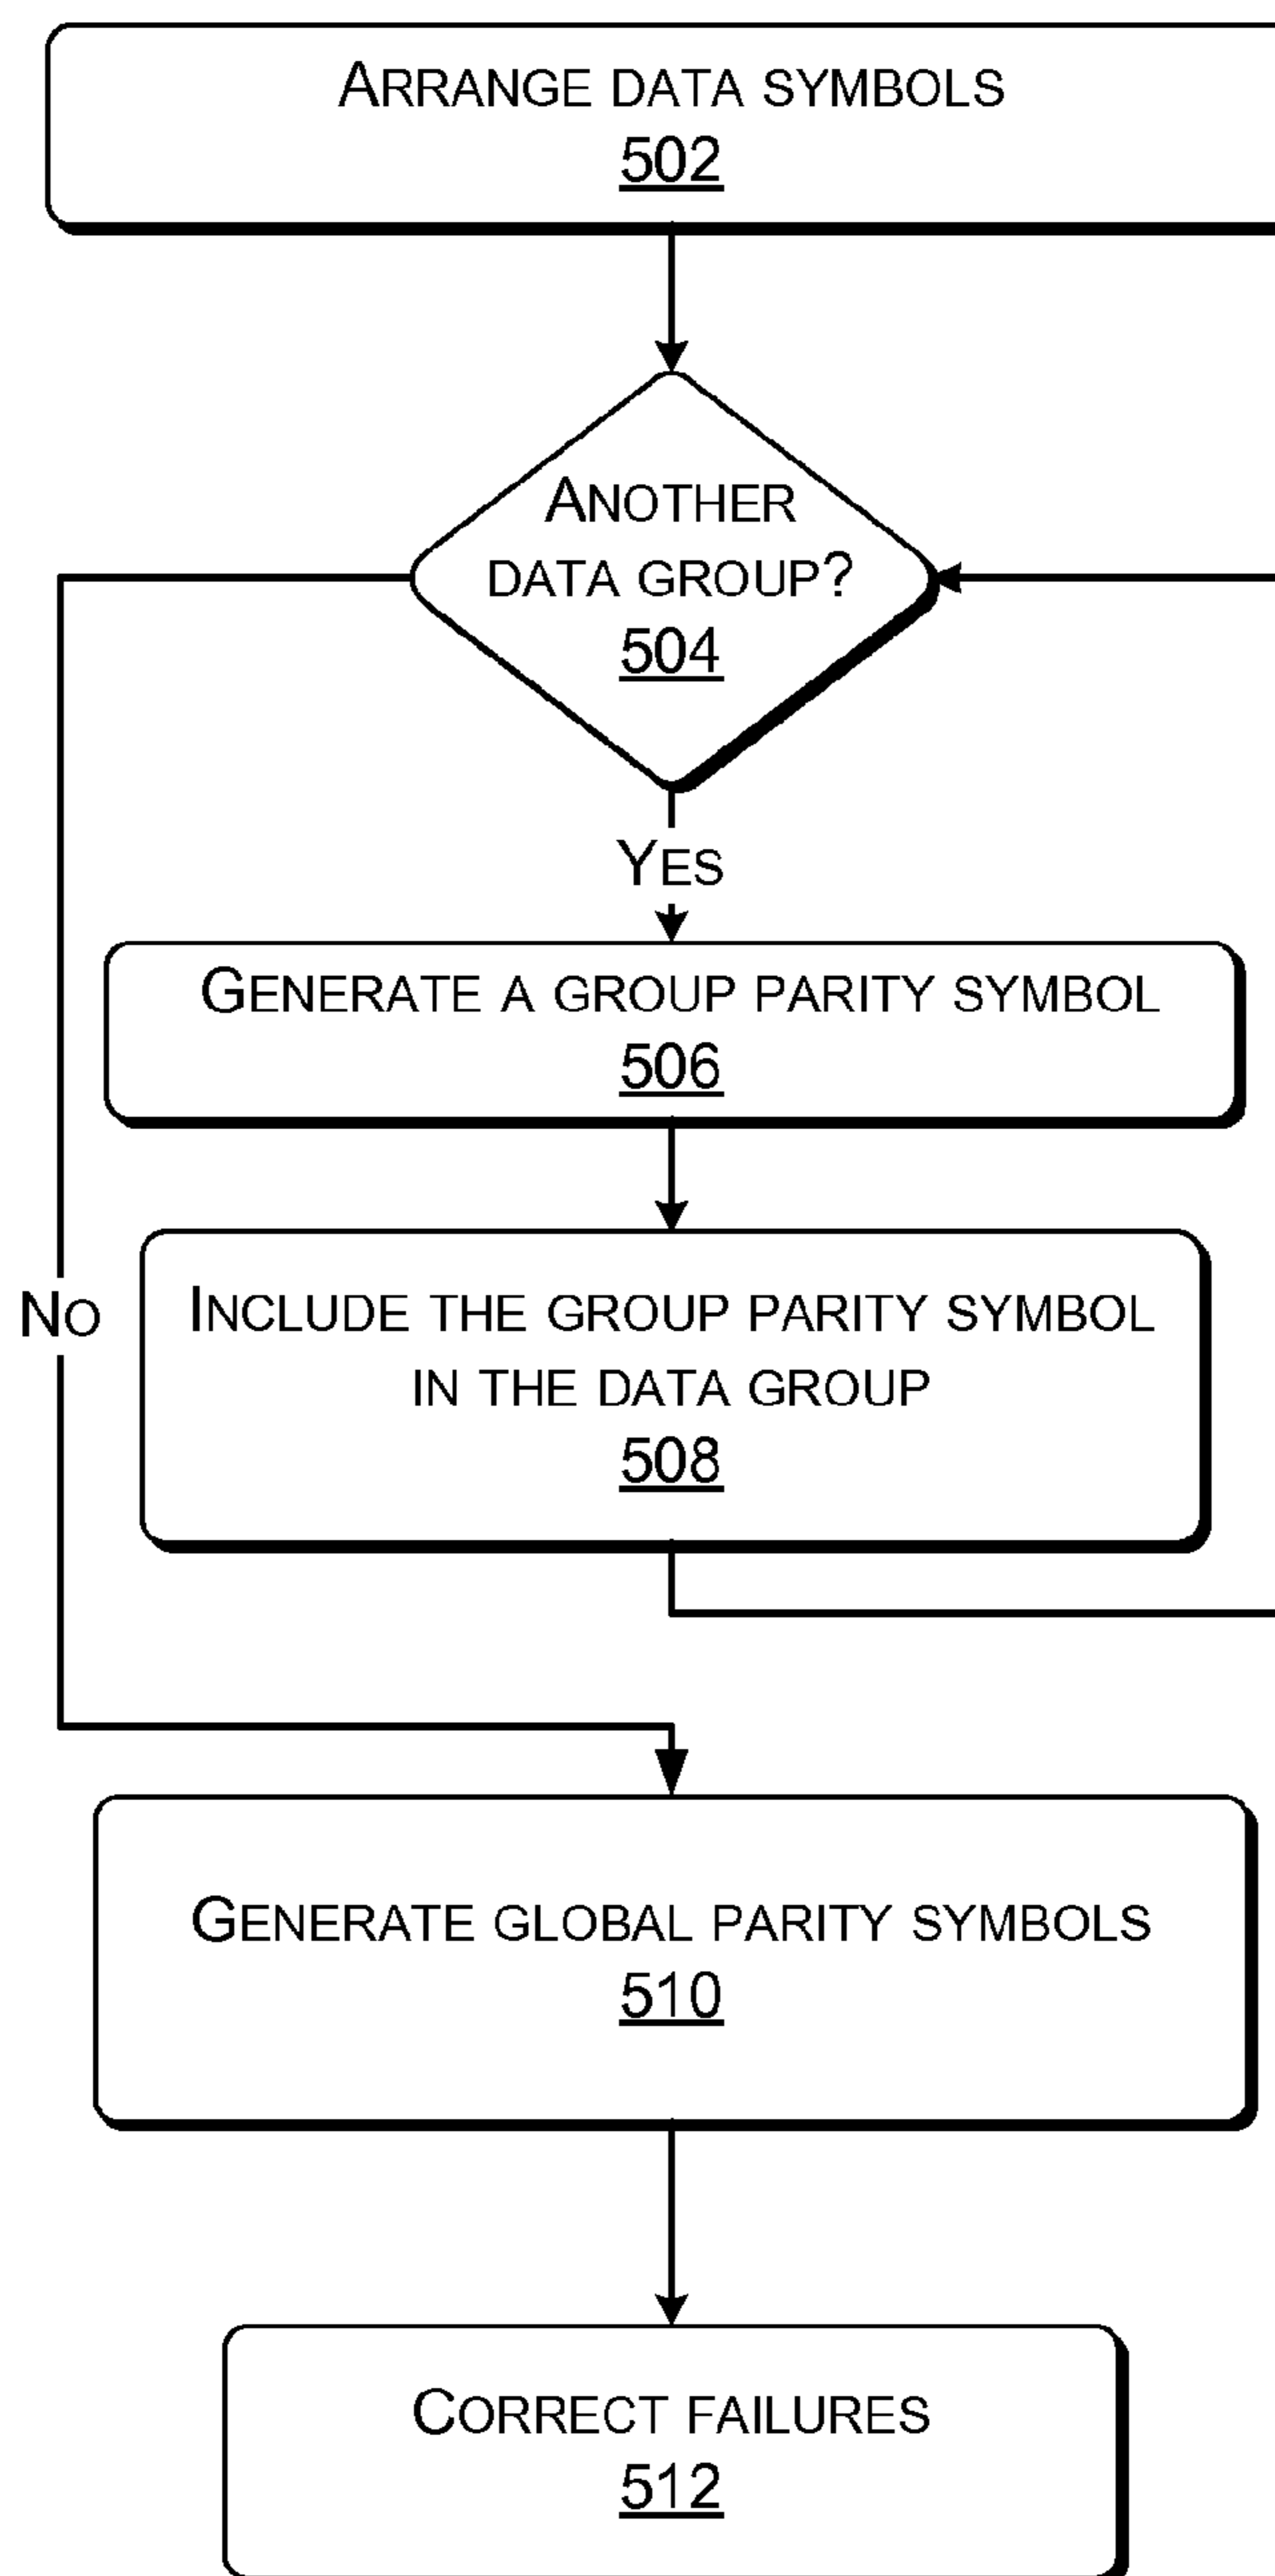 ARRANGE DATA SYMBOLS
502
ANOTHER
DATA GROUP?
504
YES
GENERATE A GROUP PARITY SYMBOL
506
INCLUDE THE GROUP PARITY SYMBOL
IN THE DATA GROUP
508
NO
GENERATE GLOBAL PARITY SYMBOLS
510
CORRECT FAILURES
512